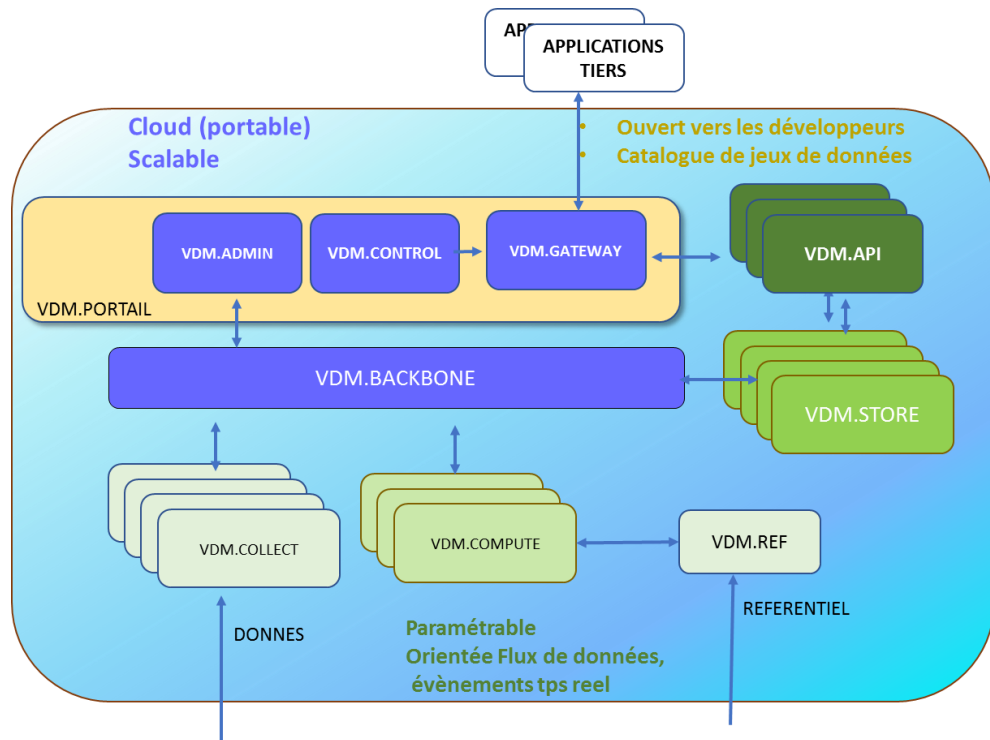 AP
APPLICATIONS
TIERS
Cloud (portable)
Scalable
• Ouvert vers les développeurs
• Catalogue de jeux de données
VDM.ADMIN
VDM.CONTROL
VDM.GATEWAY
VDM.API
VDM.PORTAIL
VDM.BACKBONE
VDM.STORE
VDM.COLLECT
VDM.COMPUTE
VDM.REF
DONNES
REFERENTIEL
Paramétrable
Orientée Flux de données,
évènements tps reel